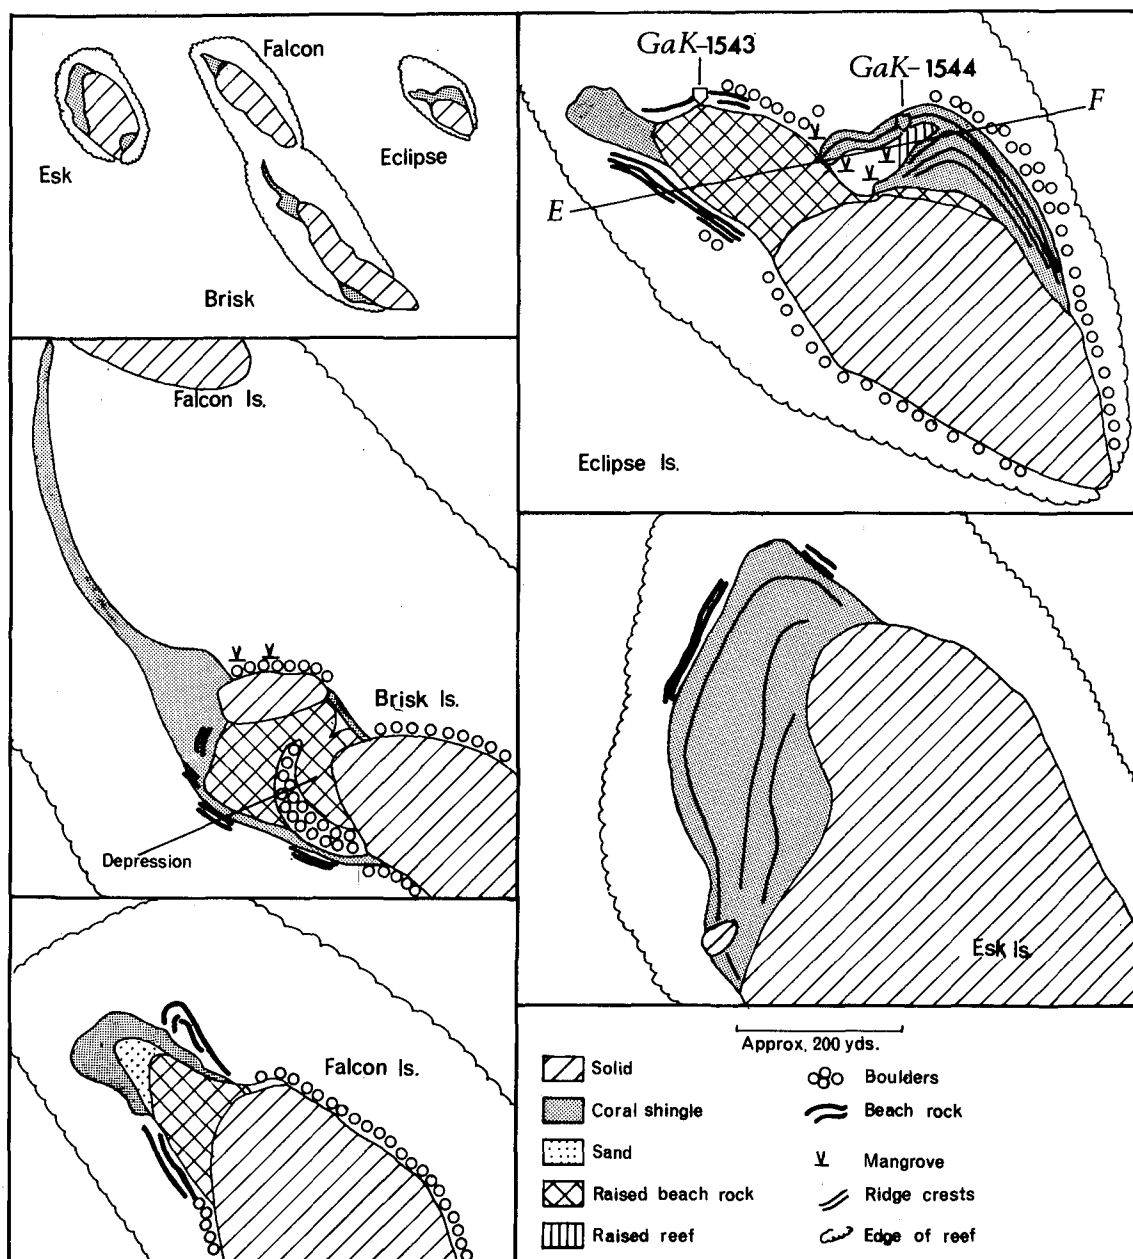 Falcon
Esk
Eclipse
Brisk
GaK-1543
GaK-1544
F
E
Eclipse Is.
Falcon Is.
Brisk Is.
Depression
Esk Is.
Falcon Is.
Approx. 200 yds.
Solid
Coral shingle
Sand
Raised beach rock
Raised reef
Boulders
Beach rock
Mangrove
Ridge crests
Edge of reef